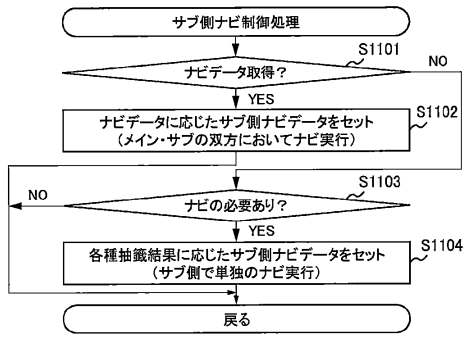 サブ側ナビ制御処理
S1101
ナビデータ取得？
NO
YES
S1102
ナビデータに応じたサブ側ナビデータをセット
（メイン・サブの双方においてナビ実行）
S1103
NO
ナビの必要あり？
YES
S1104
各種抽籤結果に応じたサブ側ナビデータをセット
（サブ側で単独のナビ実行）
戻る